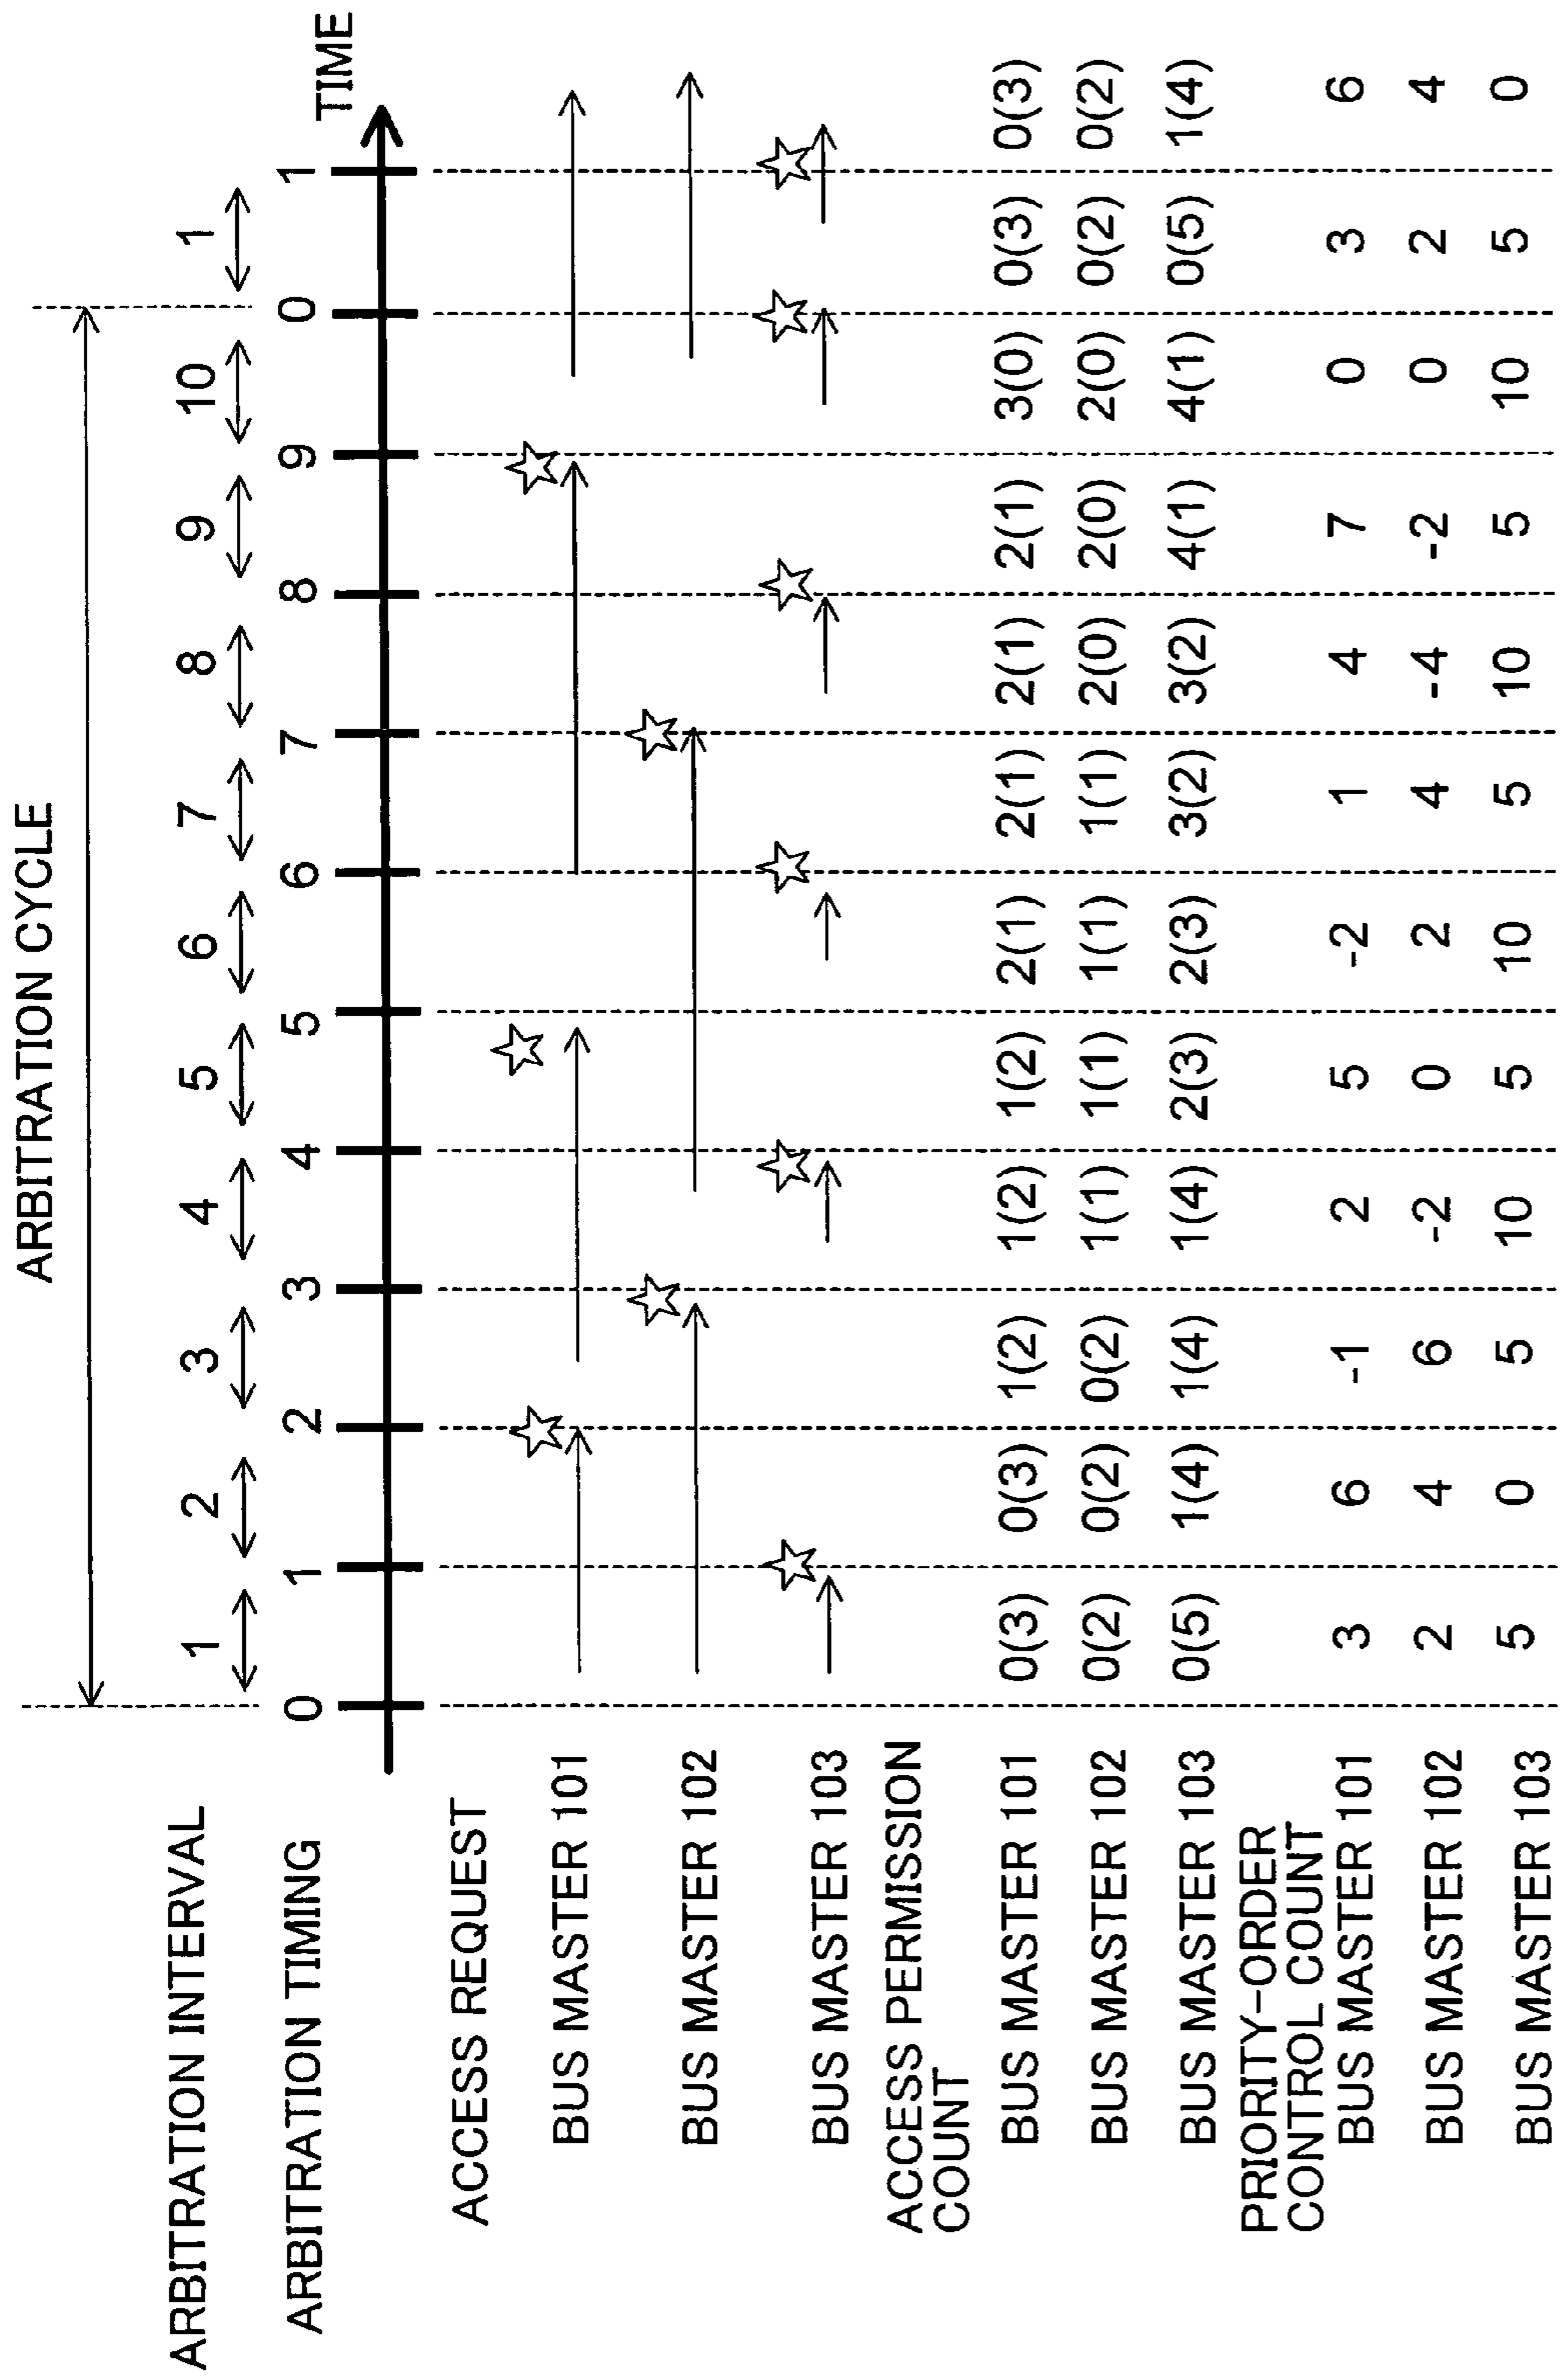 ARBITRATION CYCLE
ARBITRATION INTERVAL 1 2 3 4 5 6 7 8 9 10 1
ARBITRATION TIMING 0 1 2 3 4 5 6 7 8 9 0 1 TIME
ACCESS REQUEST
BUS MASTER 101
BUS MASTER 102
BUS MASTER 103
ACCESS PERMISSION
COUNT
BUS MASTER 101 0(3) 0(3) 1(2) 1(2) 1(2) 2(1) 2(1) 2(1) 2(1) 3(0) 0(3) 0(3)
BUS MASTER 102 0(2) 0(2) 0(2) 1(1) 1(1) 1(1) 1(1) 2(0) 2(0) 2(0) 0(2) 0(2)
BUS MASTER 103 0(5) 1(4) 1(4) 1(4) 2(3) 2(3) 3(2) 3(2) 4(1) 4(1) 0(5) 1(4)
PRIORITY-ORDER
CONTROL COUNT
BUS MASTER 101 3 6 -1 2 5 -2 1 4 7 0 3 6
BUS MASTER 102 2 4 6 -2 0 2 4 -4 -2 0 2 4
BUS MASTER 103 5 0 5 10 5 10 5 10 5 10 5 0